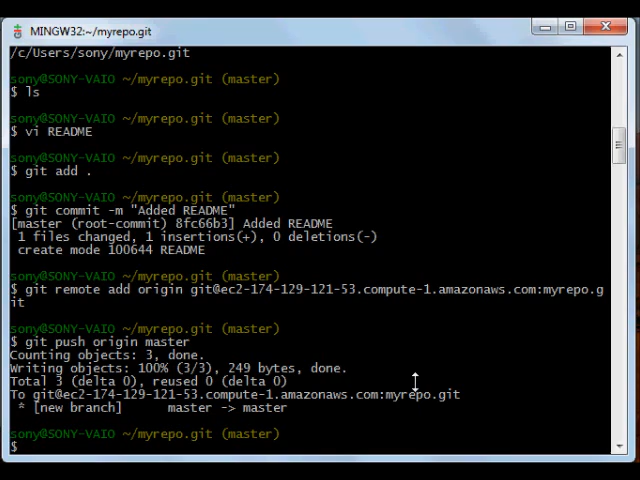 MINGW32:~/myrepo.git
/c/Users/sony/myrepo.git
sony@SONY-VAIO ~/myrepo.git (master)
$ ls
sony@SONY-VAIO ~/myrepo.git (master)
$ vi README
sony@SONY-VAIO ~/myrepo.git (master)
$ git add .
sony@SONY-VAIO ~/myrepo.git (master)
$ git commit -m "Added README"
[master (root-commit) 8fc66b3] Added README
 1 files changed, 1 insertions(+), 0 deletions(-)
 create mode 100644 README
sony@SONY-VAIO ~/myrepo.git (master)
$ git remote add origin git@ec2-174-129-121-53.compute-1.amazonaws.com:myrepo.g
it
sony@SONY-VAIO ~/myrepo.git (master)
$ git push origin master
Counting objects: 3, done.
Writing objects: 100% (3/3), 249 bytes, done.
Total 3 (delta 0), reused 0 (delta 0)
To git@ec2-174-129-121-53.compute-1.amazonaws.com:myrepo.git
 * [new branch]      master -> master
sony@SONY-VAIO ~/myrepo.git (master)
$